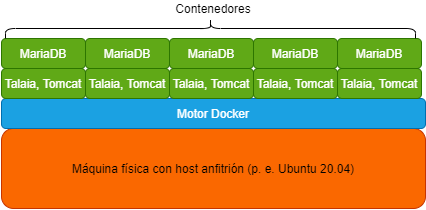 Contenedores
MariaDB MariaDB MariaDB MariaDB MariaDB
Talaia, Tomcat Talaia, Tomcat Talaia, Tomcat Talaia, Tomcat Talaia, Tomcat
Motor Docker
Máquina física con host anfitrión (p. e. Ubuntu 20.04)